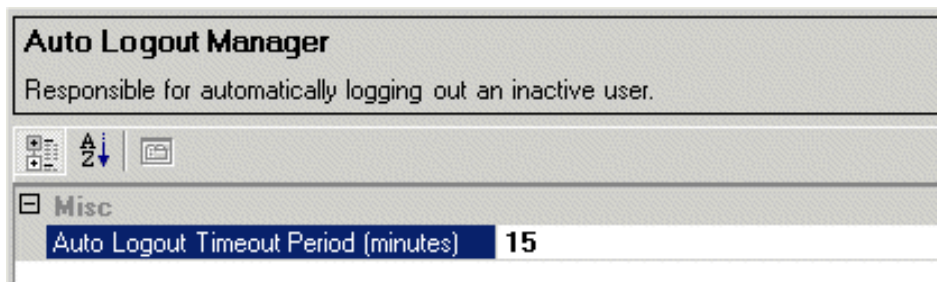 Auto Logout Manager
Responsible for automatically logging out an inactive user.
A
Z
Misc
Auto Logout Timeout Period (minutes) 15